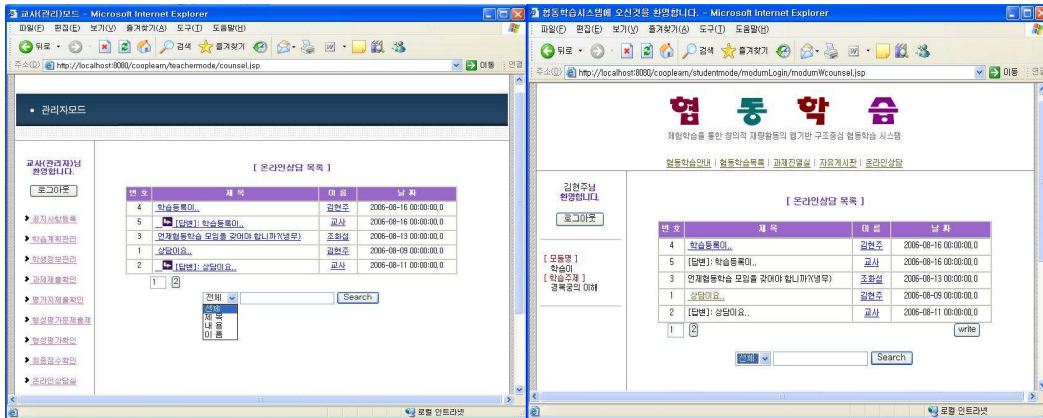 교사(관리)모드 - Microsoft Internet Explorer
파일(F) 편집(E) 보기(V) 즐겨찾기(A) 도구(T) 도움말(H)
뒤로 검색 즐겨찾기
주소(D) http://localhost:8080/cooplearn/teachermode/counsel.jsp 이동 연결
• 관리자모드
교사(관리자)님
환영합니다.
로그아웃
공지사항등록
학습계획관리
학생정보관리
과제제출확인
평가지제출확인
형성평가문제출제
형성평가확인
최종점수확인
온라인상담실
[ 온라인상담 목록 ]
번 호 제 목 이 름 날 짜
4 학습등록이.. 김현주 2006-08-16 00:00:00.0
5 [답변]: 학습등록이.. 교사 2006-08-16 00:00:00.0
3 언제협동학습 모임을 갖어야 합니까?(냉무) 조화섭 2006-08-13 00:00:00.0
1 상담이요.. 김현주 2006-08-09 00:00:00.0
2 [답변]: 상담이요.. 교사 2006-08-11 00:00:00.0
1 2
전체 Search
전체
제 목
내 용
이 름
로컬 인트라넷
협동학습시스템에 오신것을 환영합니다. - Microsoft Internet Explorer
파일(F) 편집(E) 보기(V) 즐겨찾기(A) 도구(T) 도움말(H)
뒤로 검색 즐겨찾기
주소(D) http://localhost:8080/cooplearn/studentmode/modumLogin/modumWcounsel.jsp 이동
협 동 학 습
체험학습을 통한 창의적 재량활동의 웹기반 구조중심 협동학습 시스템
협동학습안내 | 협동학습목록 | 과제진열실 | 자유게시판 | 온라인상담
김현주님
환영합니다.
로그아웃
[ 모둠명 ]
학습이
[ 학습주제 ]
경복궁의 이해
[ 온라인상담 목록 ]
번 호 제 목 이 름 날 짜
4 학습등록이.. 김현주 2006-08-16 00:00:00.0
5 [답변]: 학습등록이.. 교사 2006-08-16 00:00:00.0
3 언제협동학습 모임을 갖어야 합니까?(냉무) 조화섭 2006-08-13 00:00:00.0
1 상담이요.. 김현주 2006-08-09 00:00:00.0
2 [답변]: 상담이요.. 교사 2006-08-11 00:00:00.0
1 2 write
전체 Search
로컬 인트라넷